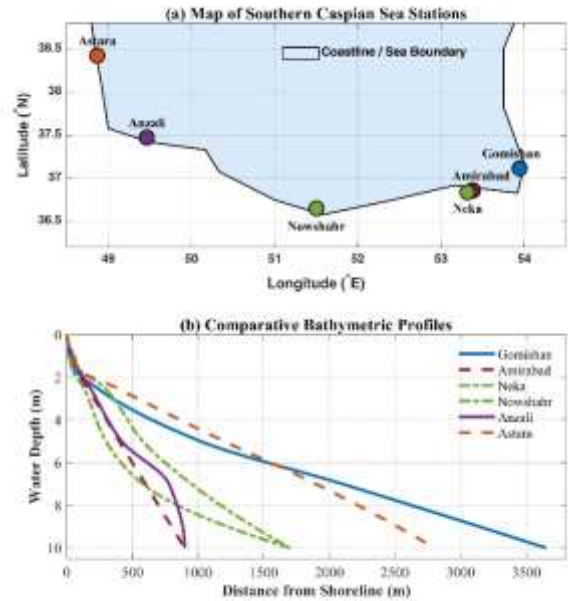 (a) Map of Southern Caspian Sea Stations
38.5
38
37.5
37
36.5
Latitude (°N)
Astara
Coastline / Sea Boundary
Anzali
Gomishan
Amirabad
Neka
Nowshahr
49
50
51
52
53
54
Longitude (°E)
(b) Comparative Bathymetric Profiles
0
2
4
6
8
10
Water Depth (m)
Gomishan
Amirabad
Neka
Nowshahr
Anzali
Astara
0
500
1000
1500
2000
2500
3000
3500
Distance from Shoreline (m)